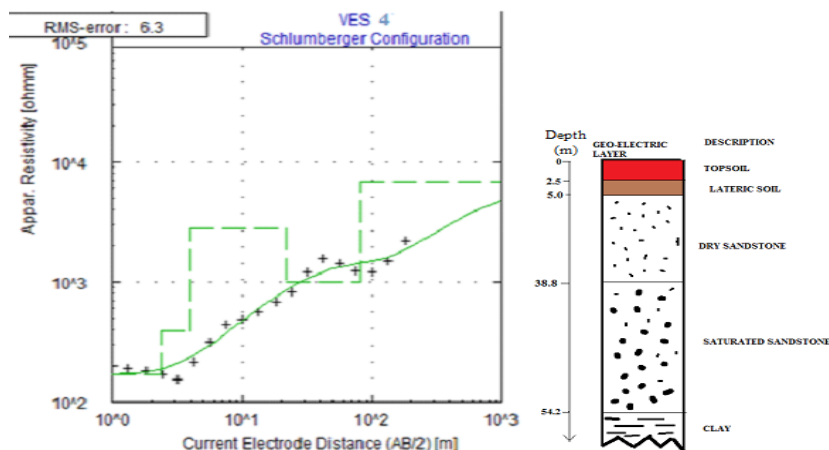 RMS-error : 6.3
VES 4
Schlumberger Configuration
Appar. Resistivity [ohmm]
10^5
10^4
10^3
10^2
10^0
10^1
10^2
10^3
Current Electrode Distance (AB/2) [m]
Depth
(m)
GEO-ELECTRIC
LAYER
DESCRIPTION
0
TOPSOIL
2.5
LATERIC SOIL
5.0
DRY SANDSTONE
38.8
SATURATED SANDSTONE
54.2
CLAY